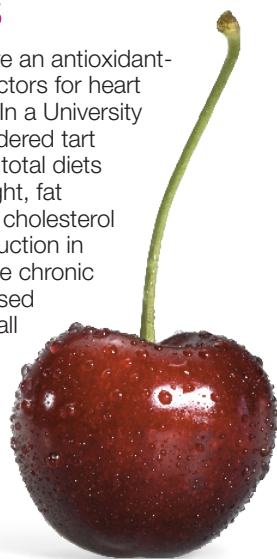 re an antioxidant-
ctors for heart
In a University
dered tart
total diets
ght, fat
cholesterol
uction in
e chronic
sed
all